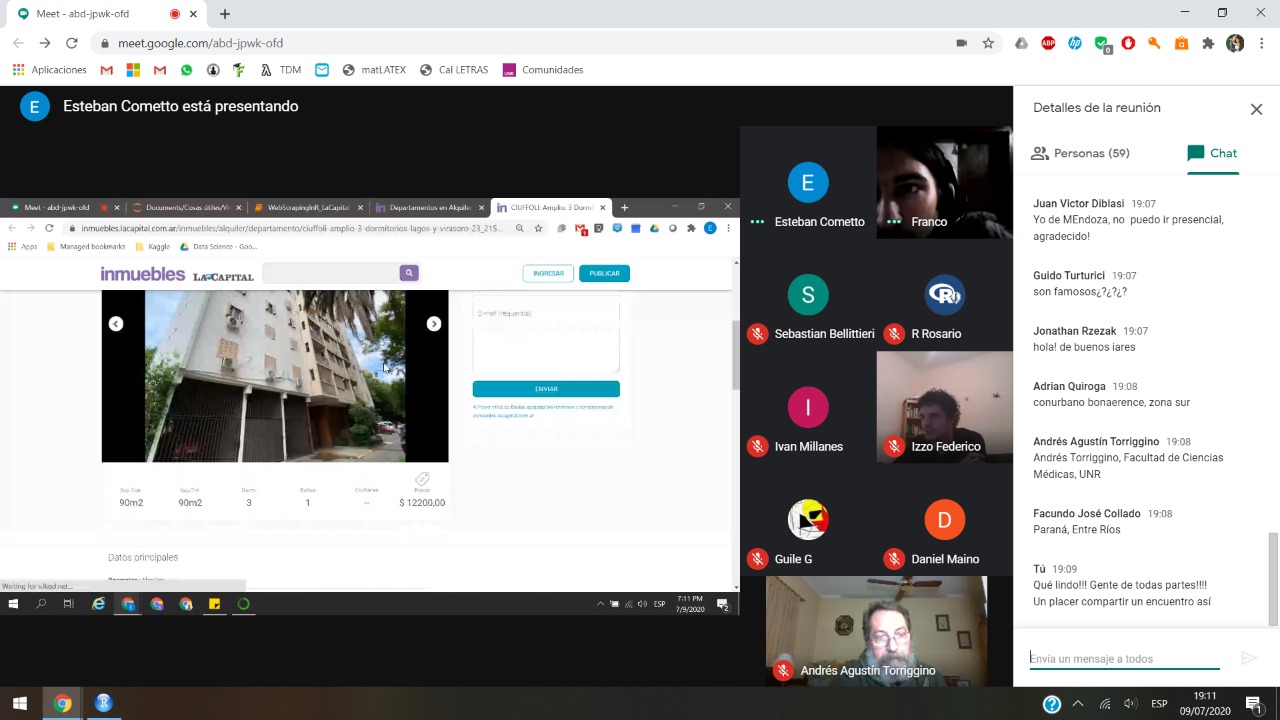 Meet - abd-jpwk-ofd
meet.google.com/abd-jpwk-ofd
Aplicaciones
TDM
matLATEX
Cal LETRAS
Comunidades
E
Esteban Cometto está presentando
Meet - abd-jpwk-ofd
Documents/Cosas útiles/W
WebScrapingInR_LaCapital
Departamentos en Alquiler
CIUFFOLI: Amplio. 3 Dormi
inmuebles.lacapital.com.ar/inmuebles/alquiler/departamento/ciuffoli-amplio-3-dormitorios-lagos-y-virasoro-23_215...
Apps
Managed bookmarks
Kaggle
Data Science - Goo...
inmuebles LA CAPITAL
INGRESAR
PUBLICAR
E-mail (requerido)
ENVIAR
Dorm.
Baños
Cocheras
Precio
90m2
90m2
3
1
--
$ 12200,00
Datos principales
7:11 PM
ESP
7/9/2020
E
Esteban Cometto
Franco
S
Sebastian Bellittieri
R Rosario
I
Ivan Millanes
Izzo Federico
Guile G
D
Daniel Maino
Andrés Agustín Torriggino
Detalles de la reunión
Personas (59)
Chat
Juan Victor Diblasi 19:07
Yo de MEndoza, no puedo ir presencial,
agradecido!
Guido Turturici 19:07
son famosos¿?¿?¿?
Jonathan Rzezak 19:07
hola! de buenos iares
Adrian Quiroga 19:08
conurbano bonaerence, zona sur
Andrés Agustín Torriggino 19:08
Andrés Torriggino, Facultad de Ciencias
Médicas, UNR
Facundo José Collado 19:08
Paraná, Entre Ríos
Tú 19:09
Qué lindo!!! Gente de todas partes!!!!
Un placer compartir un encuentro así
Envía un mensaje a todos
ESP
19:11
09/07/2020